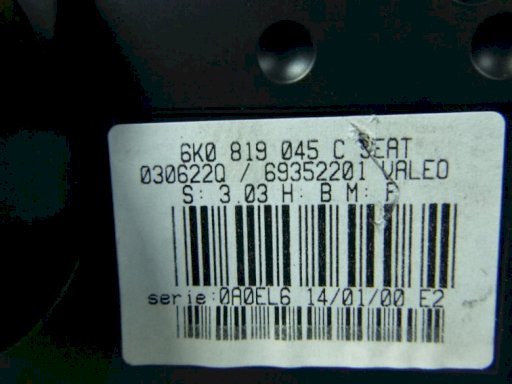 6K0 819 045 C SEAT
030622Q / 69352201 VALEO
S: 3.03 H: B M: F
serie:0A0EL6 14/01/00 E2